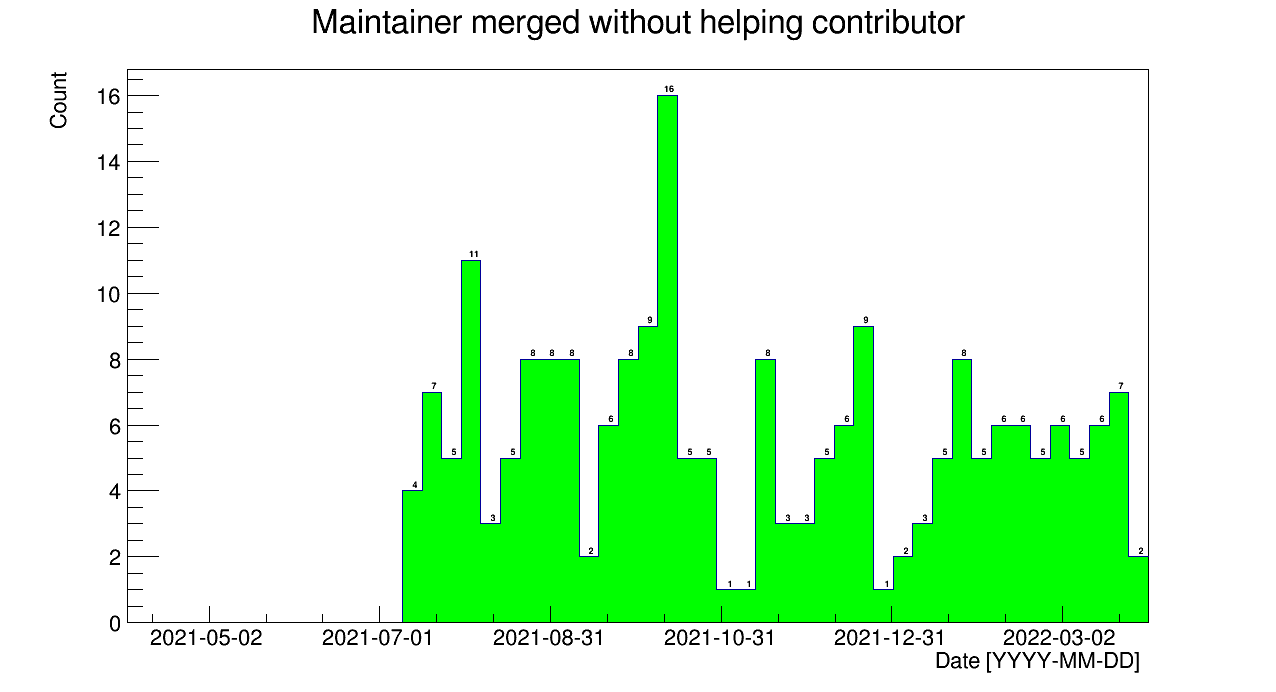 Maintainer merged without helping contributor
Count
16
14
12
10
8
6
4
2
0
4 7 5 11 3 5 8 8 8 2 6 8 9 16 5 5 1 1 8 3 3 5 6 9 1 2 3 5 8 5 6 6 5 6 5 6 7 2
2021-05-02 2021-07-01 2021-08-31 2021-10-31 2021-12-31 2022-03-02
Date [YYYY-MM-DD]